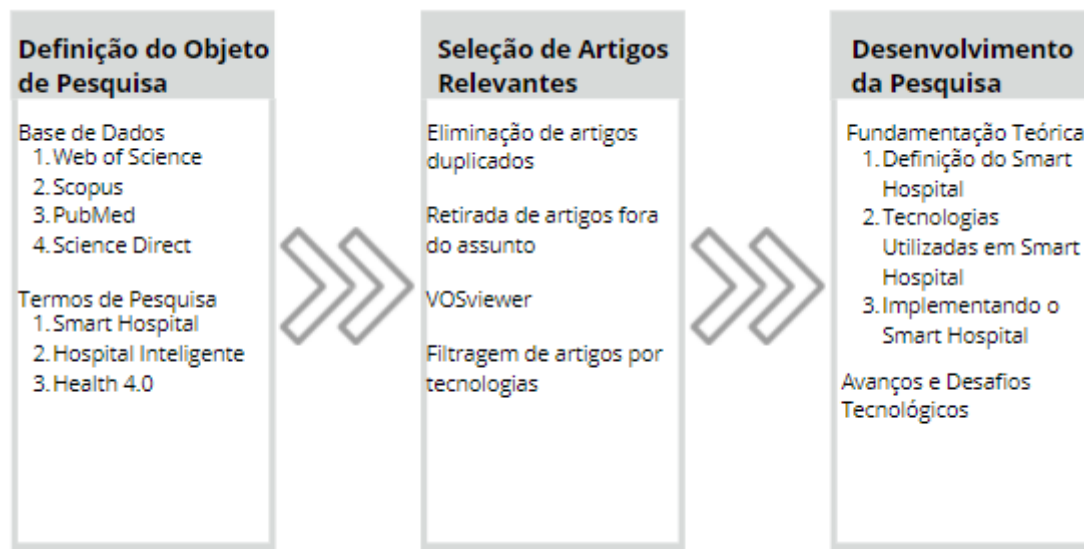 Definição do Objeto
de Pesquisa
Base de Dados
1. Web of Science
2. Scopus
3. PubMed
4. Science Direct
Termos de Pesquisa
1. Smart Hospital
2. Hospital Inteligente
3. Health 4.0
Seleção de Artigos
Relevantes
Eliminação de artigos
duplicados
Retirada de artigos fora
do assunto
VOSviewer
Filtragem de artigos por
tecnologias
Desenvolvimento
da Pesquisa
Fundamentação Teórica
1. Definição do Smart
Hospital
2. Tecnologias
Utilizadas em Smart
Hospital
3. Implementando o
Smart Hospital
Avanços e Desafios
Tecnológicos